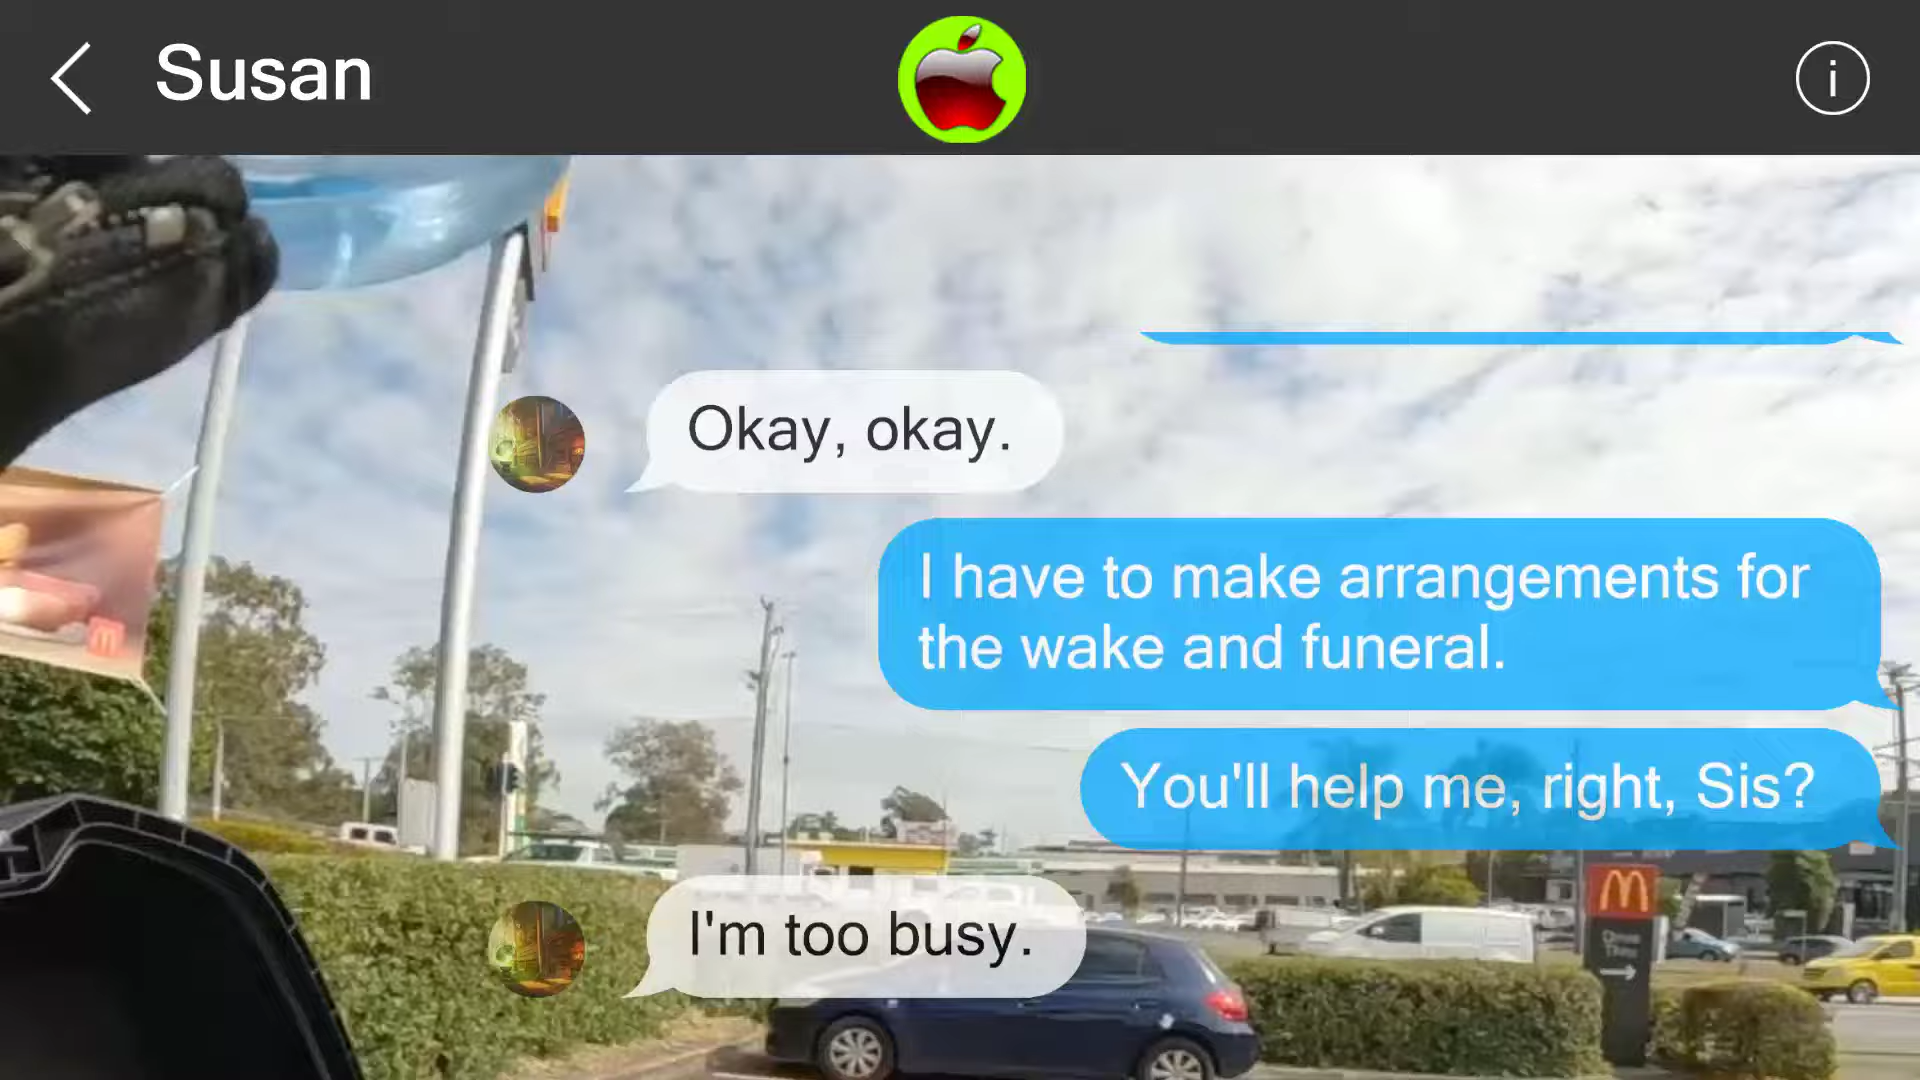 Susan
i
Okay, okay.
I have to make arrangements for
the wake and funeral.
You'll help me, right, Sis?
I'm too busy.